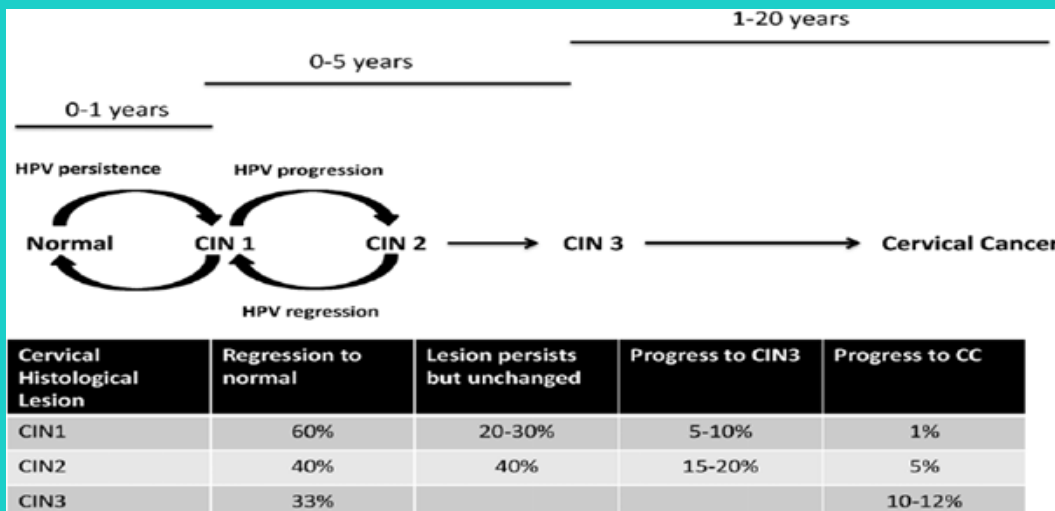 1-20 years
0-5 years
0-1 years
HPV persistence
HPV progression
Normal
CIN 1
CIN 2
CIN 3
Cervical Cancer
HPV regression
Cervical Histological Lesion
Regression to normal
Lesion persists but unchanged
Progress to CIN3
Progress to CC
CIN1
60%
20-30%
5-10%
1%
CIN2
40%
40%
15-20%
5%
CIN3
33%
10-12%